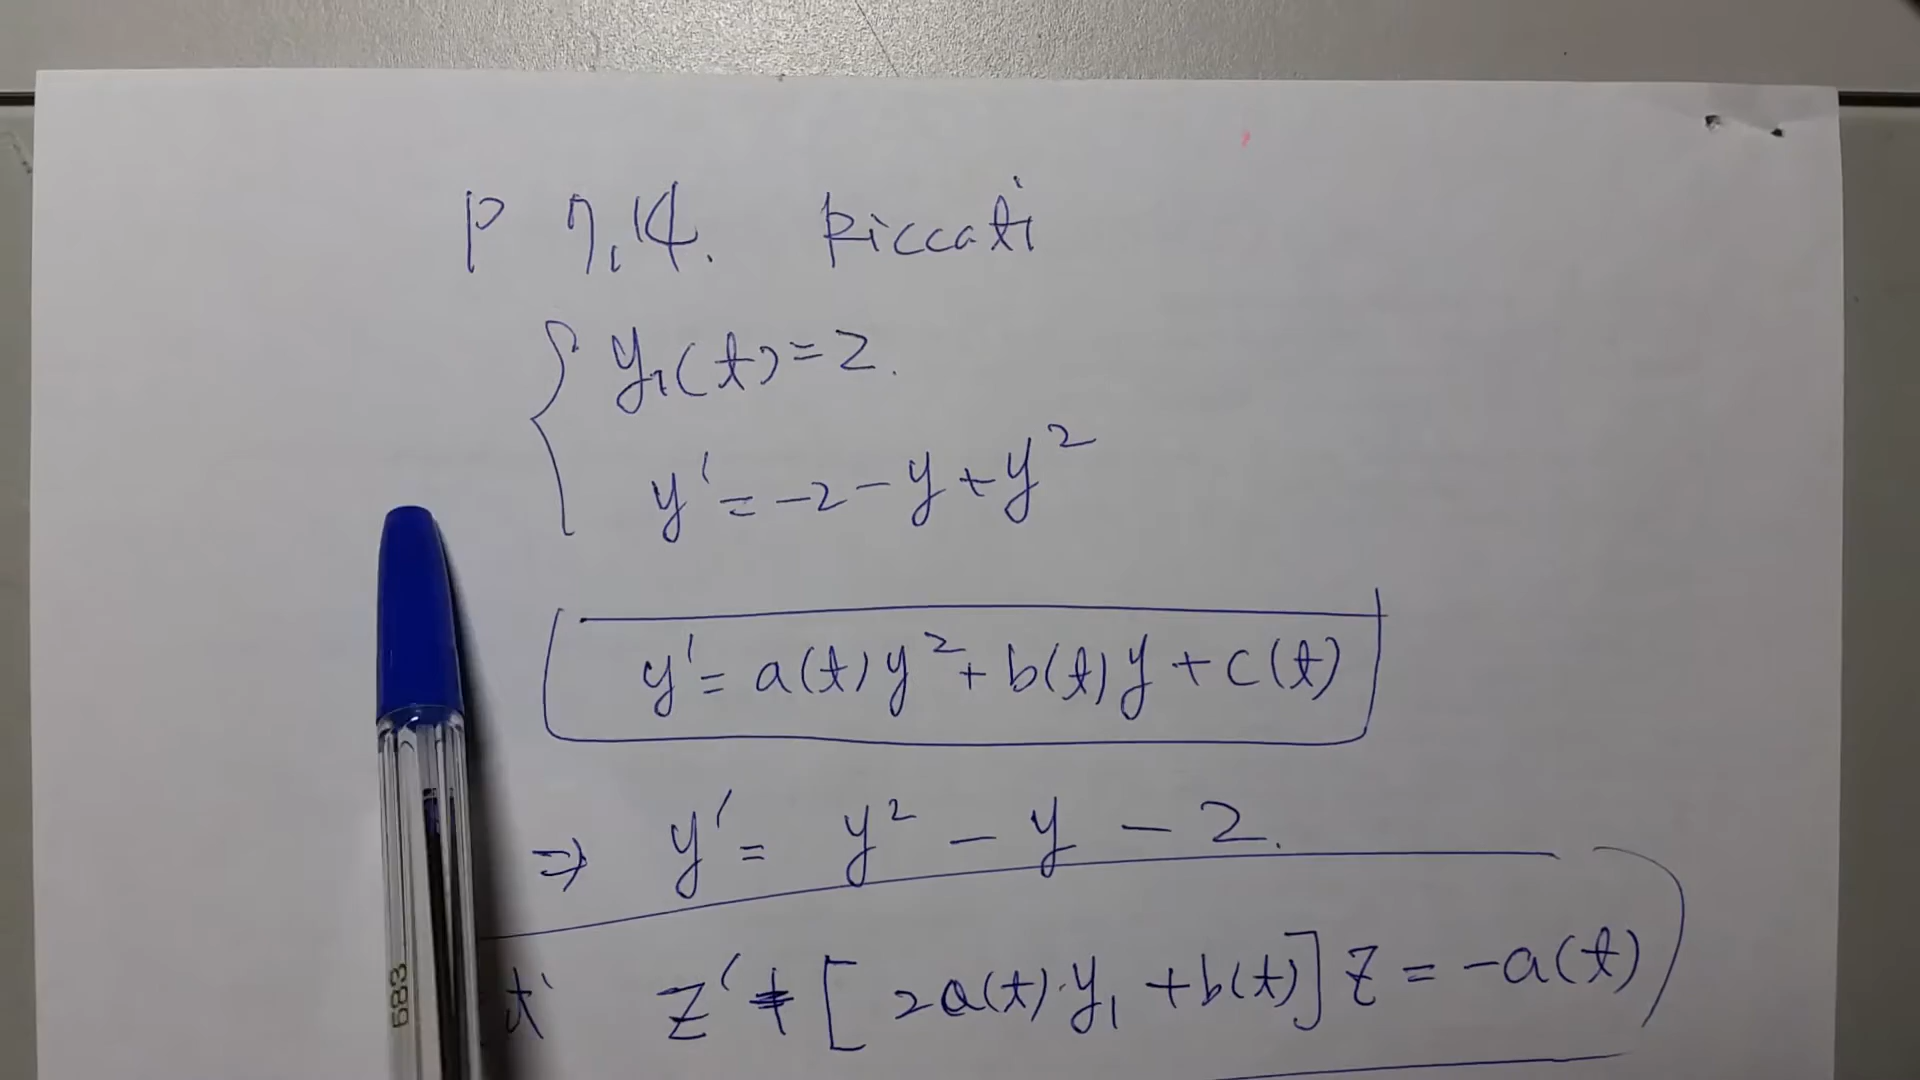 P 7.14. Riccati
y₁(t)=2.
y'=-2-y+y²
y'= a(t)y²+b(t)y+c(t)
⇒ y'= y²-y-2.
z'+[2a(t)·y₁+b(t)]z=-a(t)
683